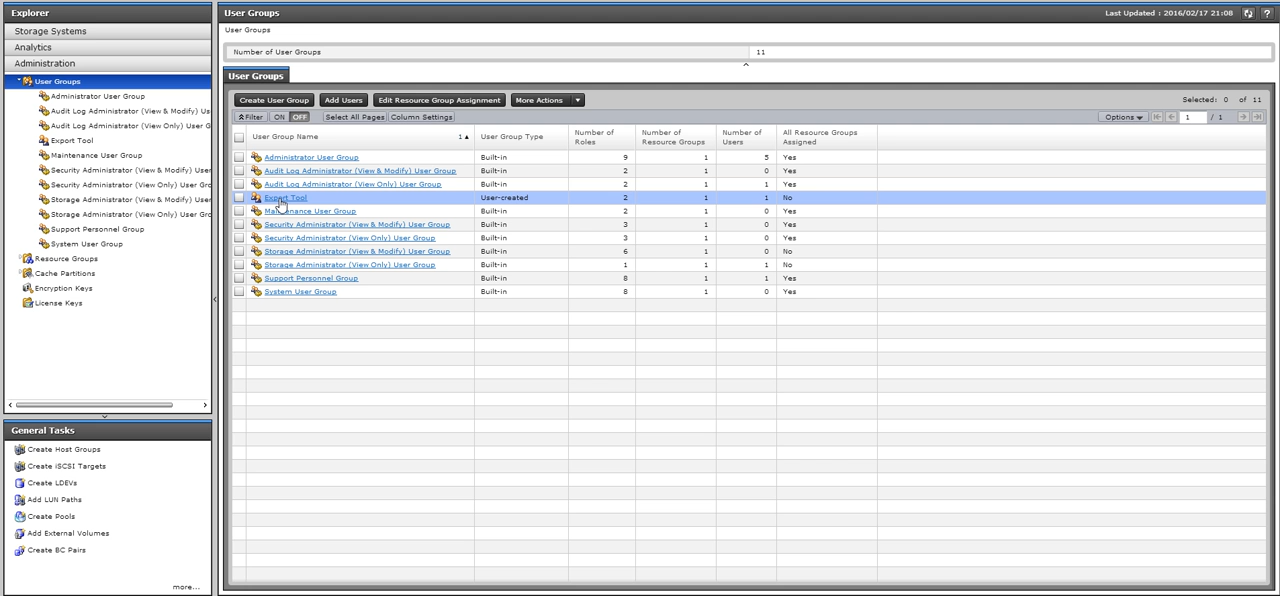 Explorer
Storage Systems
Analytics
Administration
User Groups
Administrator User Group
Audit Log Administrator (View & Modify) Us
Audit Log Administrator (View Only) User G
Export Tool
Maintenance User Group
Security Administrator (View & Modify) User
Security Administrator (View Only) User Gr
Storage Administrator (View & Modify) User
Storage Administrator (View Only) User Gro
Support Personnel Group
System User Group
Resource Groups
Cache Partitions
Encryption Keys
License Keys
General Tasks
Create Host Groups
Create iSCSI Targets
Create LDEVs
Add LUN Paths
Create Pools
Add External Volumes
Create BC Pairs
more...
User Groups Last Updated : 2016/02/17 21:08 ?
User Groups
Number of User Groups 11
User Groups
Create User Group Add Users Edit Resource Group Assignment More Actions Selected: 0 of 11
Filter ON OFF Select All Pages Column Settings Options 1 / 1
User Group Name 1 User Group Type Number of Roles Number of Resource Groups Number of Users All Resource Groups Assigned
Administrator User Group Built-in 9 1 5 Yes
Audit Log Administrator (View & Modify) User Group Built-in 2 1 0 Yes
Audit Log Administrator (View Only) User Group Built-in 2 1 1 Yes
Export Tool User-created 2 1 1 No
Maintenance User Group Built-in 2 1 0 Yes
Security Administrator (View & Modify) User Group Built-in 3 1 0 Yes
Security Administrator (View Only) User Group Built-in 3 1 0 Yes
Storage Administrator (View & Modify) User Group Built-in 6 1 0 No
Storage Administrator (View Only) User Group Built-in 1 1 1 No
Support Personnel Group Built-in 8 1 1 Yes
System User Group Built-in 8 1 0 Yes